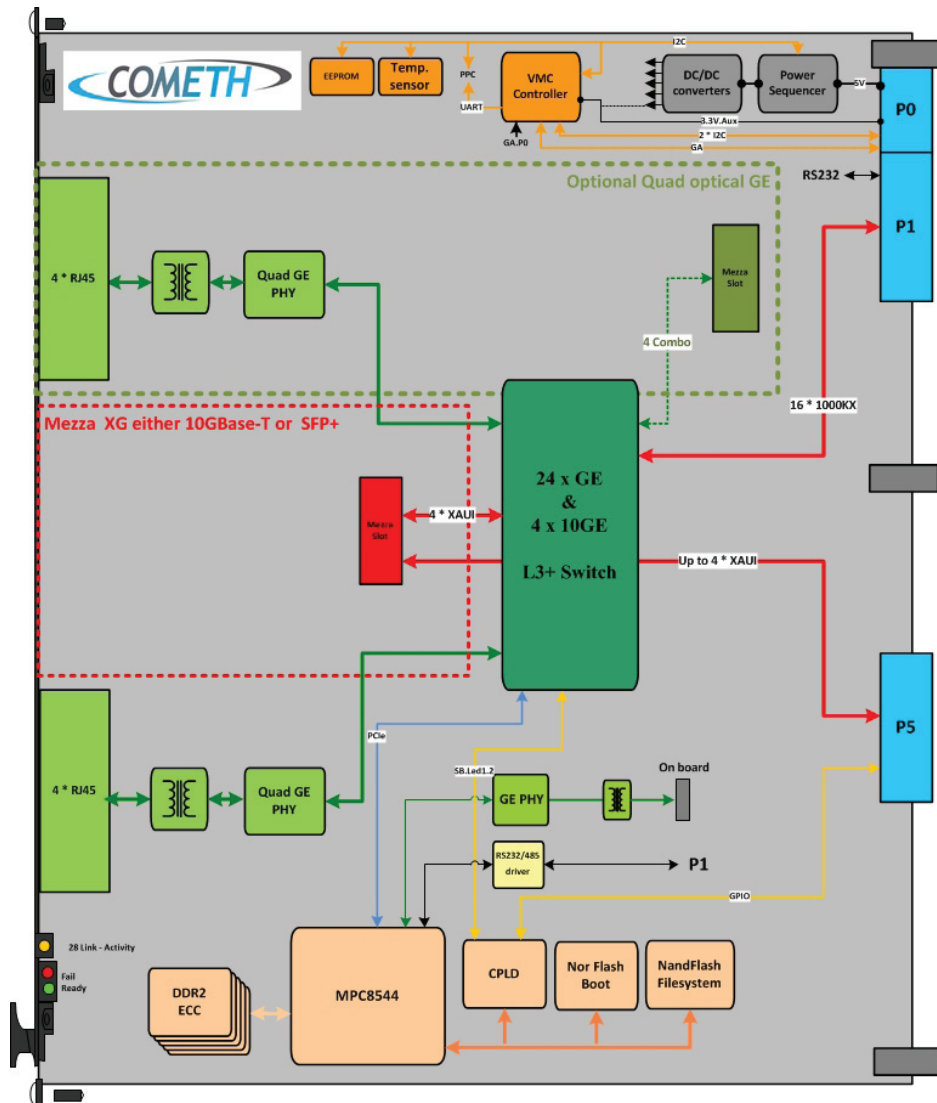 COMETH
EEPROM
Temp.
sensor
PPC
UART
VMC
Controller
GA.P0
I2C
DC/DC
converters
Power
Sequencer
5V
3.3V.Aux
2 * I2C
GA
P0
RS232
P1
Optional Quad optical GE
4 * RJ45
Quad GE
PHY
Mezza
Slot
4 Combo
16 * 1000KX
Mezza XG either 10GBase-T or SFP+
24 x GE
&
4 x 10GE
L3+ Switch
Mezza
Slot
4 * XAUI
Up to 4 * XAUI
P5
4 * RJ45
Quad GE
PHY
PCIe
SB.Led1.2
GE PHY
On board
RS232/485
driver
P1
GPIO
28 Link - Activity
Fail
Ready
DDR2
ECC
MPC8544
CPLD
Nor Flash
Boot
NandFlash
Filesystem